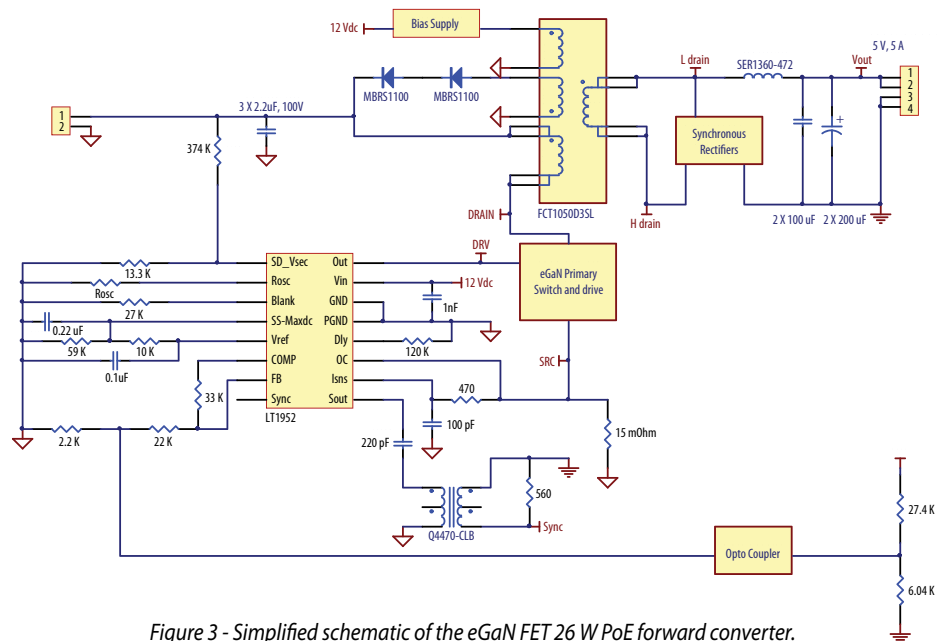 12 Vdc
Bias Supply
5 V, 5 A
L drain
SER1360-472
Vout
MBRS1100
MBRS1100
3 X 2.2uF, 100V
1
2
1
2
3
4
+
374 K
Synchronous
Rectifiers
FCT1050D3SL
DRAIN
H drain
2 X 100 uF
2 X 200 uF
DRV
13.3 K
SD_Vsec
Out
Rosc
Rosc
Vin
12 Vdc
eGaN Primary
Switch and drive
27 K
Blank
GND
1nF
0.22 uF
SS-Maxdc
PGND
59 K
10 K
Vref
Dly
120 K
0.1uF
COMP
OC
SRC
33 K
FB
Isns
470
Sync
Sout
LT1952
100 pF
15 mOhm
2.2 K
22 K
220 pF
560
Sync
Q4470-CLB
27.4 K
Opto Coupler
6.04 K
Figure 3 - Simplified schematic of the eGaN FET 26 W PoE forward converter.